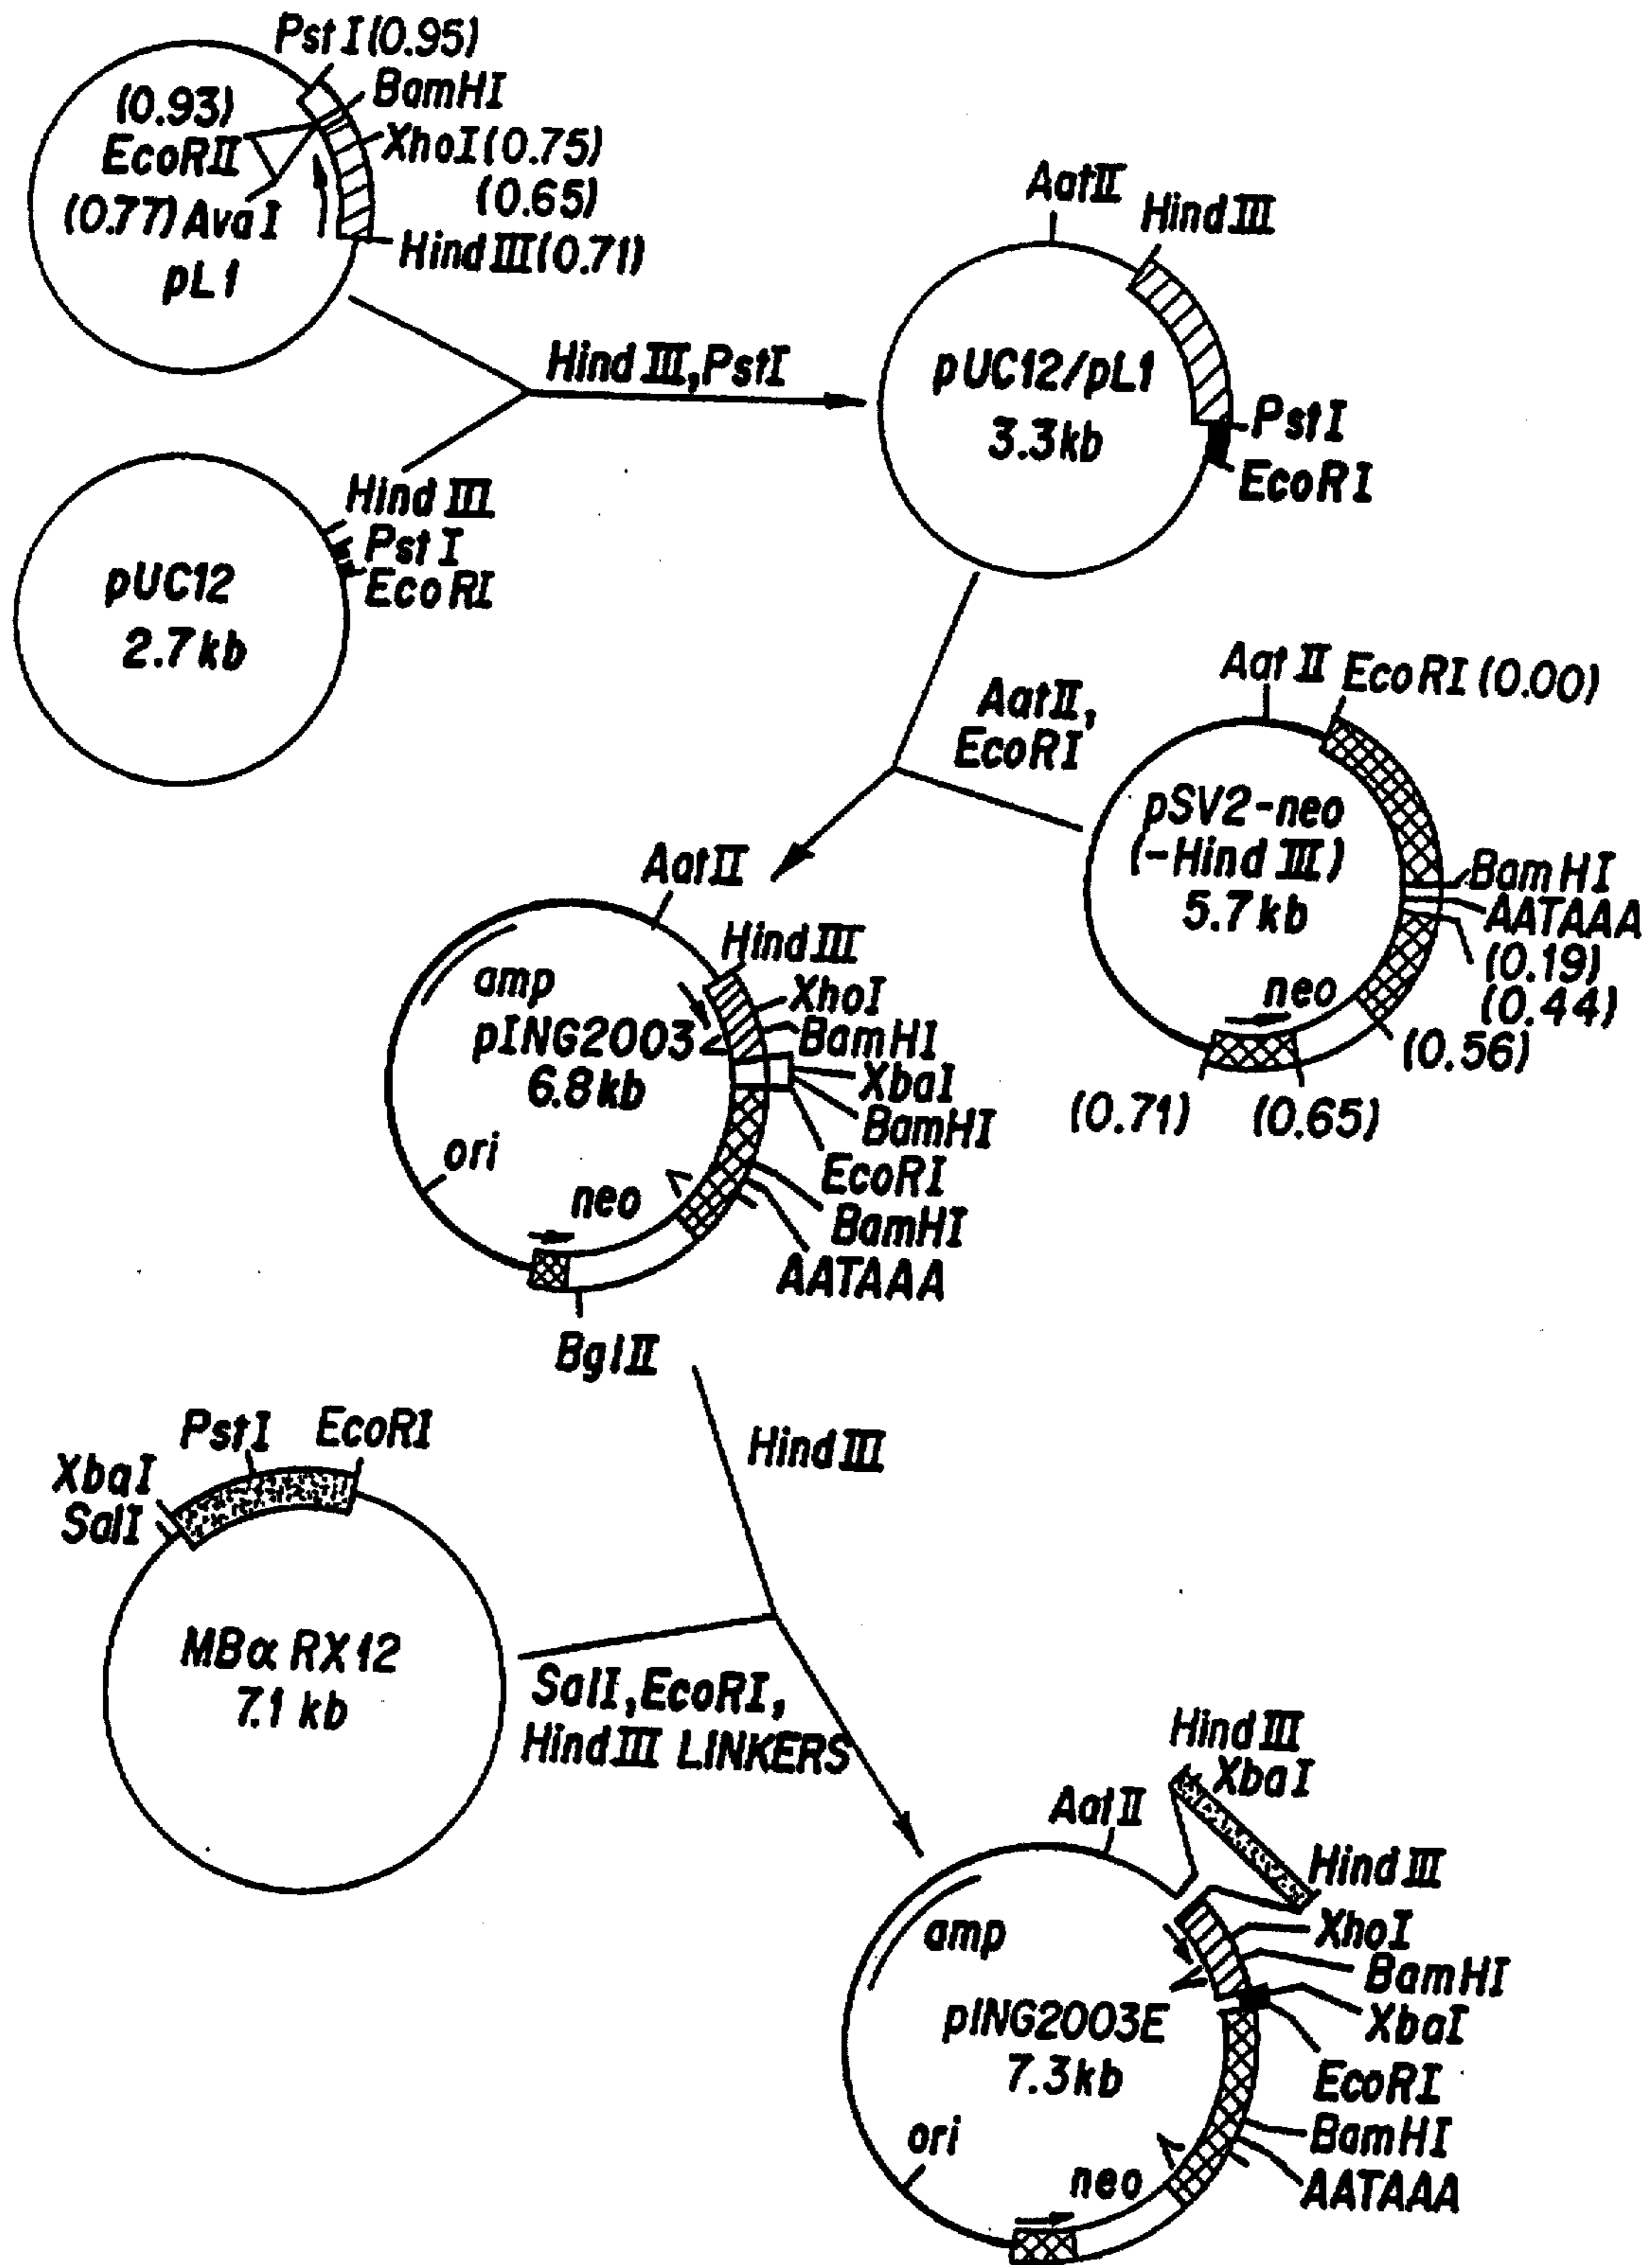 PstI(0.95)
BamHI
(0.93)
EcoRII
XhoI(0.75)
(0.65)
(0.77)AvaI
HindIII(0.71)
pL1
HindIII,PstI
HindIII
PstI
EcoRI
pUC12
2.7kb
AatII
HindIII
pUC12/pL1
3.3kb
PstI
EcoRI
AatII,
EcoRI
AatII
EcoRI(0.00)
pSV2-neo
(-HindIII)
5.7kb
BamHI
AATAAA
(0.19)
(0.44)
neo
(0.56)
(0.71)
(0.65)
AatII
HindIII
amp
XhoI
pING2003
6.8kb
BamHI
XbaI
BamHI
ori
EcoRI
neo
BamHI
AATAAA
BglII
HindIII
PstI
EcoRI
XbaI
SalI
MBα RX12
7.1 kb
SalI,EcoRI,
HindIII LINKERS
HindIII
XbaI
AatII
HindIII
amp
XhoI
BamHI
pING2003E
7.3kb
XbaI
EcoRI
ori
BamHI
neo
AATAAA